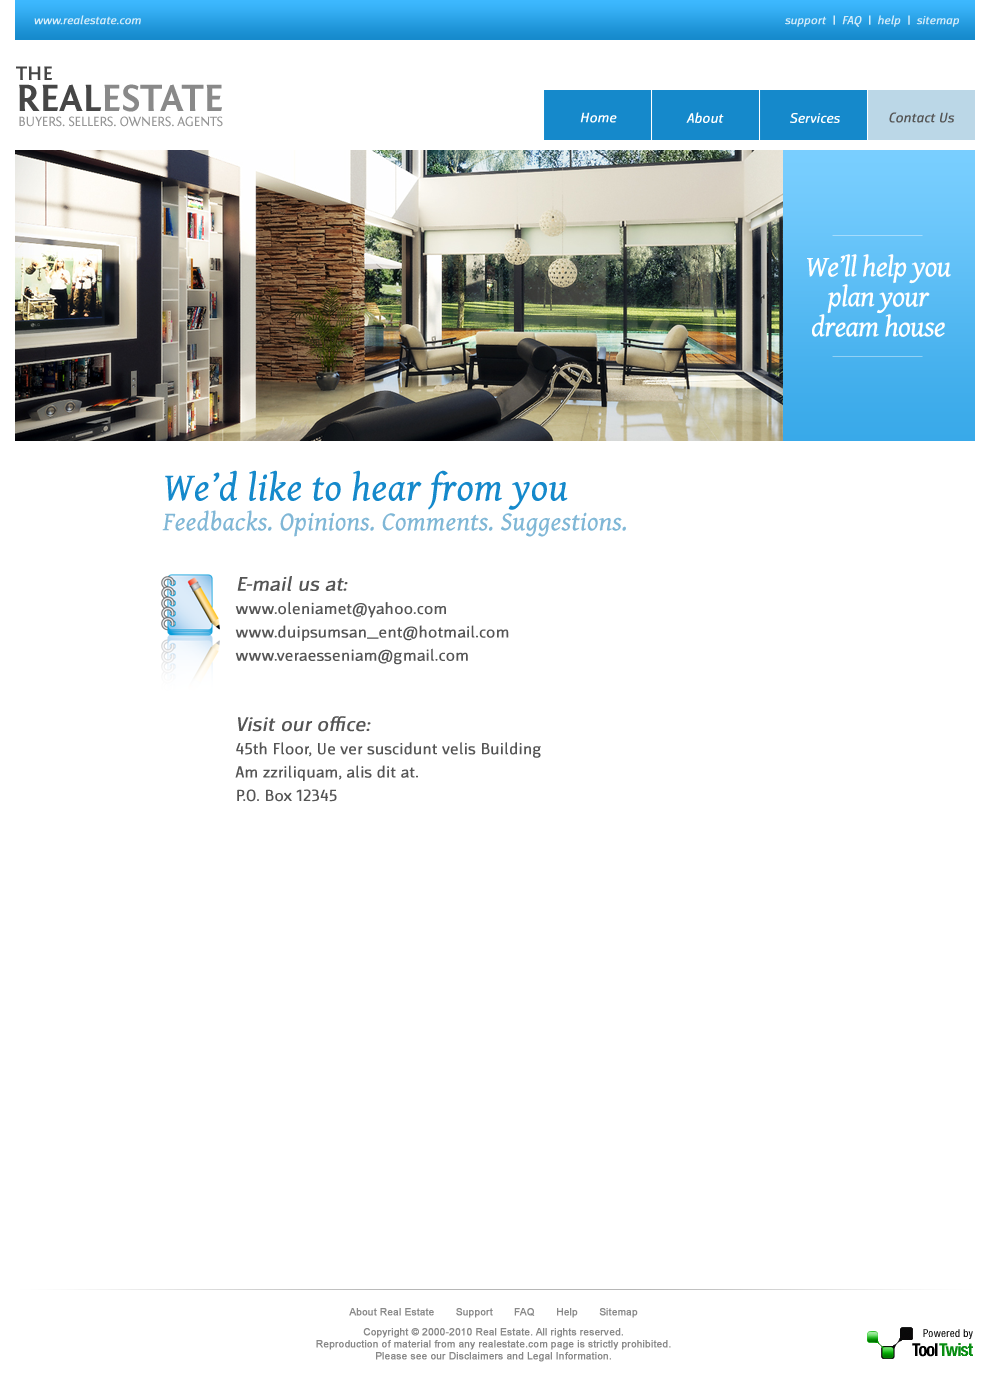 www.realestate.com
support | FAQ | help | sitemap
THE
REALESTATE
BUYERS. SELLERS. OWNERS. AGENTS
Home
About
Services
Contact Us
We'll help you
plan your
dream house
We'd like to hear from you
Feedbacks. Opinions. Comments. Suggestions.
E-mail us at:
www.oleniamet@yahoo.com
www.duipsumsan_ent@hotmail.com
www.veraesseniam@gmail.com
Visit our office:
45th Floor, Ue ver suscidunt velis Building
Am zzriliquam, alis dit at.
P.O. Box 12345
About Real Estate Support FAQ Help Sitemap
Copyright © 2000-2010 Real Estate. All rights reserved.
Reproduction of material from any realestate.com page is strictly prohibited.
Please see our Disclaimers and Legal Information.
Powered by
ToolTwist